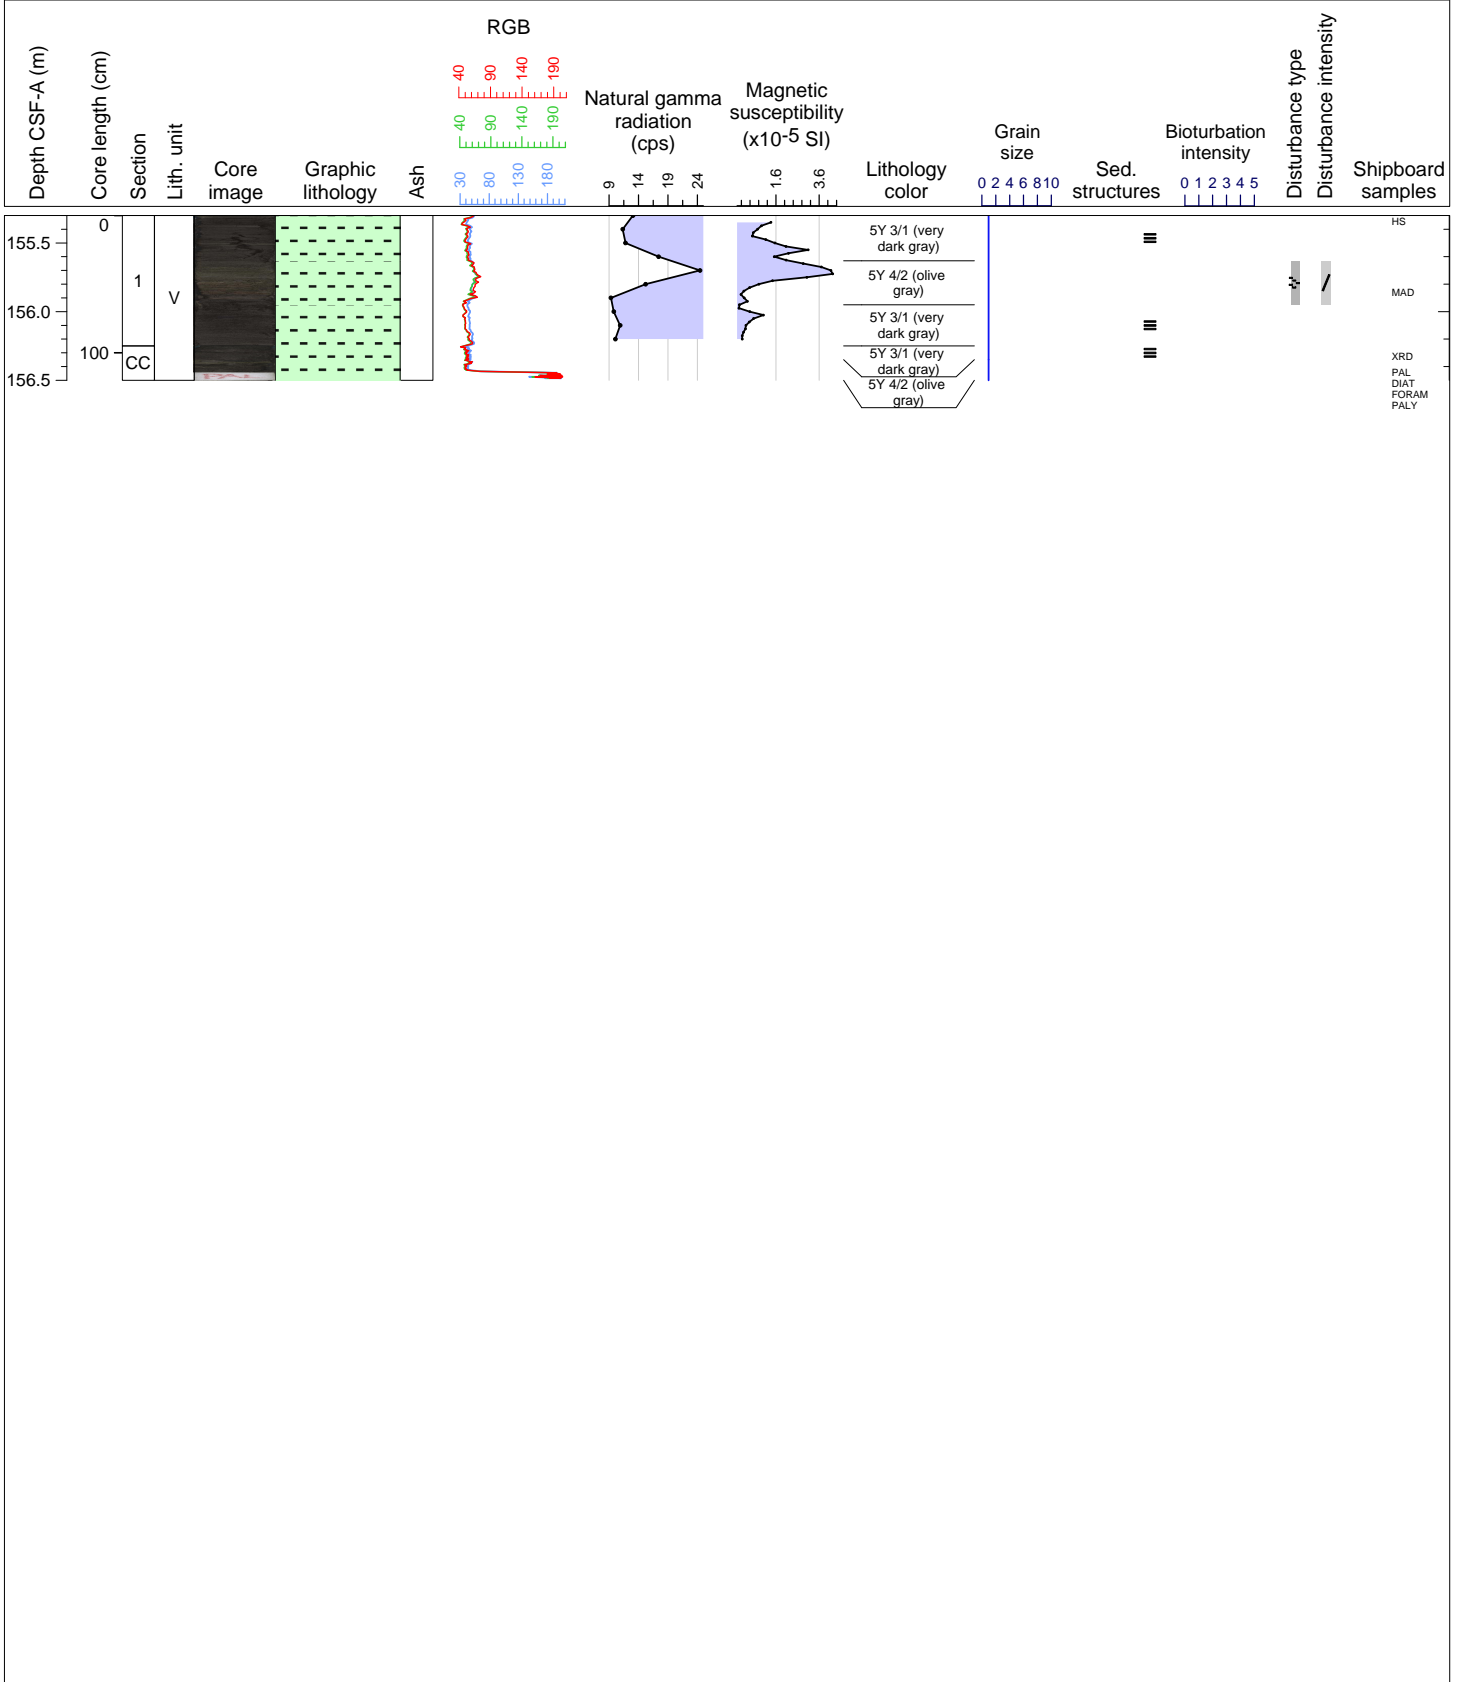 RGB
40 90 140 190
40 90 140 190
30 80 130 180
Depth CSF-A (m)
Core length (cm)
Section
Lith. unit
Core
image
Graphic
lithology
Ash
Natural gamma
radiation
(cps)
9 14 19 24
Magnetic
susceptibility
(x10-5 SI)
1.6 3.6
Lithology
color
Grain
size
0 2 4 6 8 10
Sed.
structures
Bioturbation
intensity
0 1 2 3 4 5
Disturbance type
Disturbance intensity
Shipboard
samples
155.5
156.0
156.5
0
100
1
CC
V
PAL
5Y 3/1 (very
dark gray)
5Y 4/2 (olive
gray)
5Y 3/1 (very
dark gray)
5Y 3/1 (very
dark gray)
5Y 4/2 (olive
gray)
HS
MAD
XRD
PAL
DIAT
FORAM
PALY